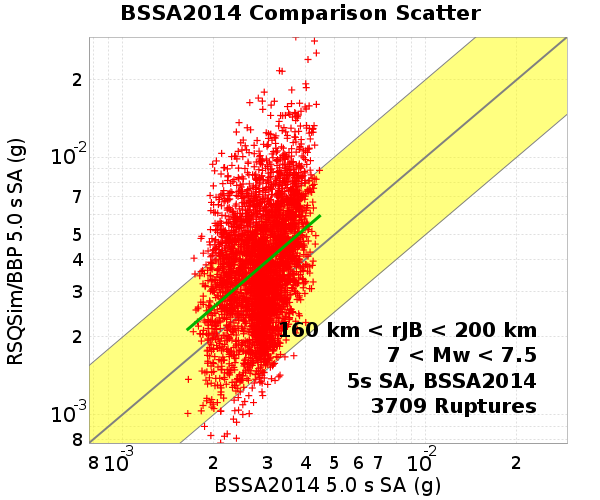 BSSA2014 Comparison Scatter
RSQSim/BBP 5.0 s SA (g)
2
10-2
7
5
4
3
2
10-3
8
160 km < rJB < 200 km
7 < Mw < 7.5
5s SA, BSSA2014
3709 Ruptures
8 10-3 2 3 4 5 6 7 10-2 2
BSSA2014 5.0 s SA (g)